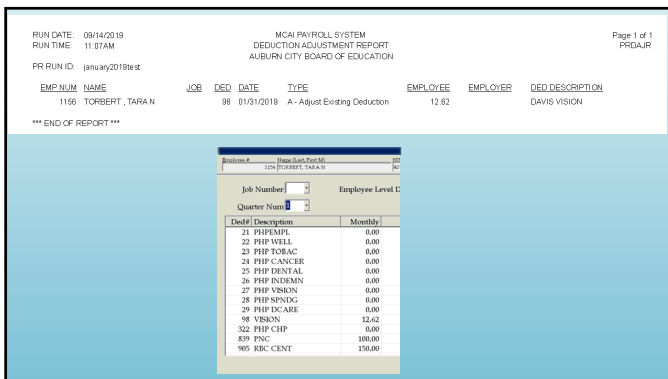 RUN DATE: 09/14/2019 MCAI PAYROLL SYSTEM Page 1 of 1
RUN TIME: 11:07AM DEDUCTION ADJUSTMENT REPORT PRDAJR
AUBURN CITY BOARD OF EDUCATION
PR RUN ID: january2019test
EMP NUM NAME JOB DED DATE TYPE EMPLOYEE EMPLOYER DED DESCRIPTION
1156 TORBERT , TARA N 98 01/31/2019 A - Adjust Existing Deduction 12.62 DAVIS VISION
*** END OF REPORT ***
Employee # Name (Last, First M)
1156 TORBERT, TARA N
Job Number Employee Level D
Quarter Num 1
Ded# Description Monthly
21 PHPEMPL 0.00
22 PHP WELL 0.00
23 PHP TOBAC 0.00
24 PHP CANCER 0.00
25 PHP DENTAL 0.00
26 PHP INDEMN 0.00
27 PHP VISION 0.00
28 PHP SPNDG 0.00
29 PHP DCARE 0.00
98 VISION 12.62
322 PHP CHP 0.00
839 PNC 100.00
905 RBC CENT 150.00